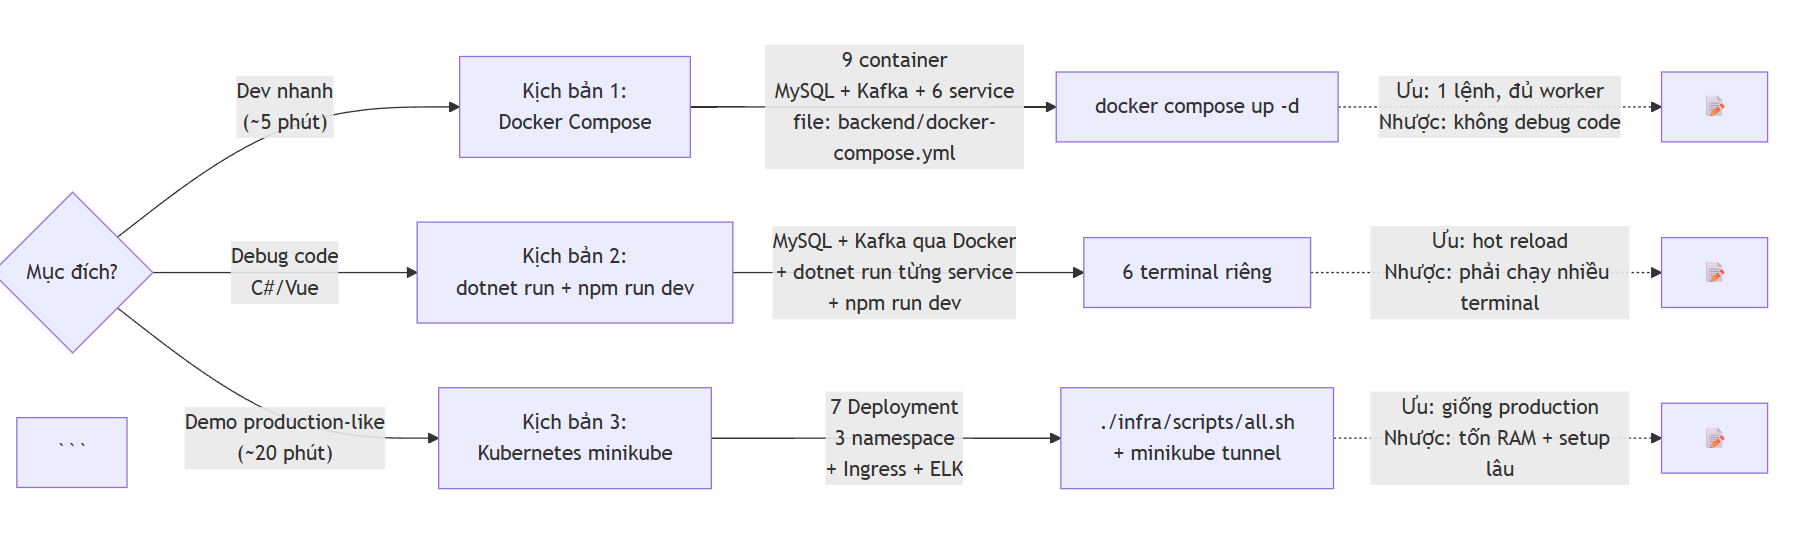 Dev nhanh
(~5 phút)
Kịch bản 1:
Docker Compose
9 container
MySQL + Kafka + 6 service
file: backend/docker-
compose.yml
docker compose up -d
Ưu: 1 lệnh, đủ worker
Nhược: không debug code
Mục đích?
Debug code
C#/Vue
Kịch bản 2:
dotnet run + npm run dev
MySQL + Kafka qua Docker
+ dotnet run từng service
+ npm run dev
6 terminal riêng
Ưu: hot reload
Nhược: phải chạy nhiều
terminal
Demo production-like
(~20 phút)
Kịch bản 3:
Kubernetes minikube
7 Deployment
3 namespace
+ Ingress + ELK
./infra/scripts/all.sh
+ minikube tunnel
Ưu: giống production
Nhược: tốn RAM + setup
lâu
```